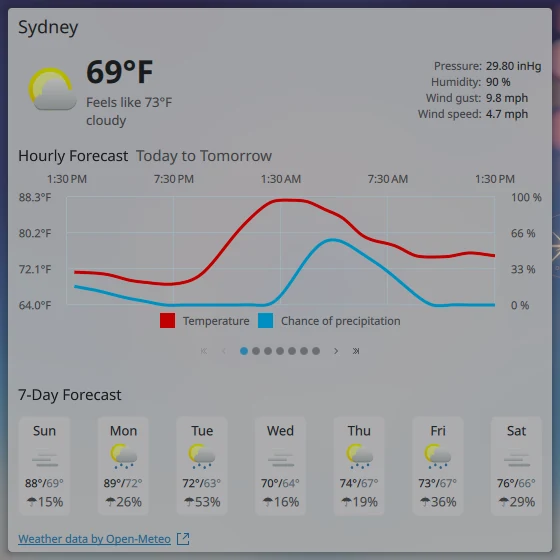 Sydney
69°F
Feels like 73°F
cloudy
Pressure: 29.80 inHg
Humidity: 90 %
Wind gust: 9.8 mph
Wind speed: 4.7 mph
Hourly Forecast Today to Tomorrow
1:30 PM 7:30 PM 1:30 AM 7:30 AM 1:30 PM
88.3°F 100 %
80.2°F 66 %
72.1°F 33 %
64.0°F 0 %
Temperature Chance of precipitation
7-Day Forecast
Sun Mon Tue Wed Thu Fri Sat
88°/69° 89°/72° 72°/63° 70°/64° 74°/67° 73°/67° 76°/66°
☂15% ☂26% ☂53% ☂16% ☂19% ☂36% ☂29%
Weather data by Open-Meteo